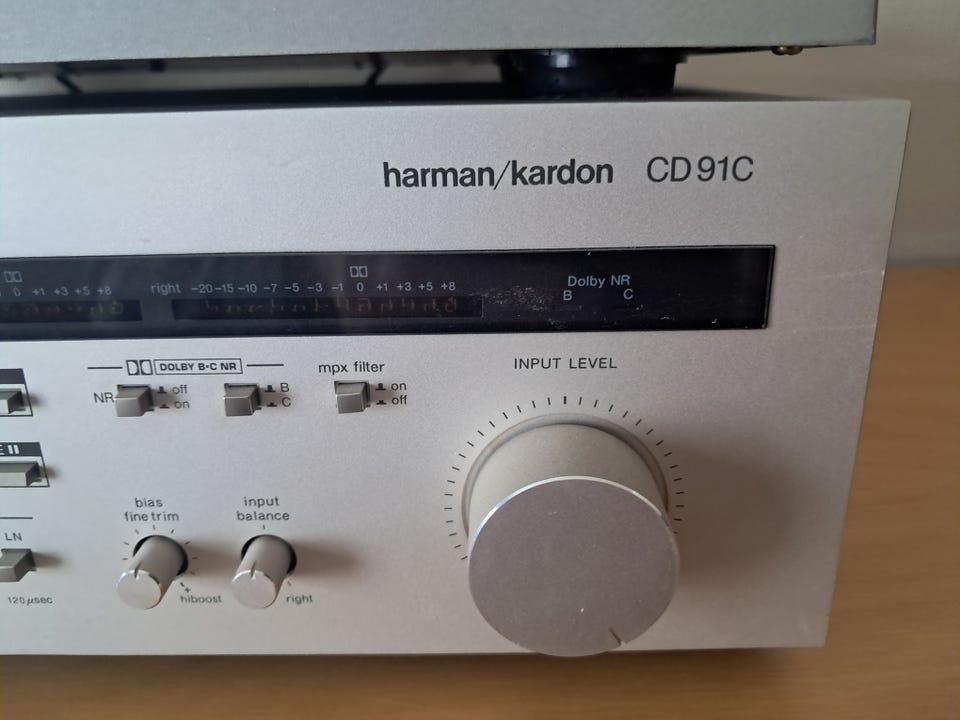 harman/kardon CD91C
0 +1 +3 +5 +8 right -20 -15 -10 -7 -5 -3 -1 0 +1 +3 +5 +8
Dolby NR
B C
DOLBY B·C NR
NR off
on
B
C
mpx filter
on
off
INPUT LEVEL
bias
fine trim
+
hiboost
input
balance
right
LN
120 μsec